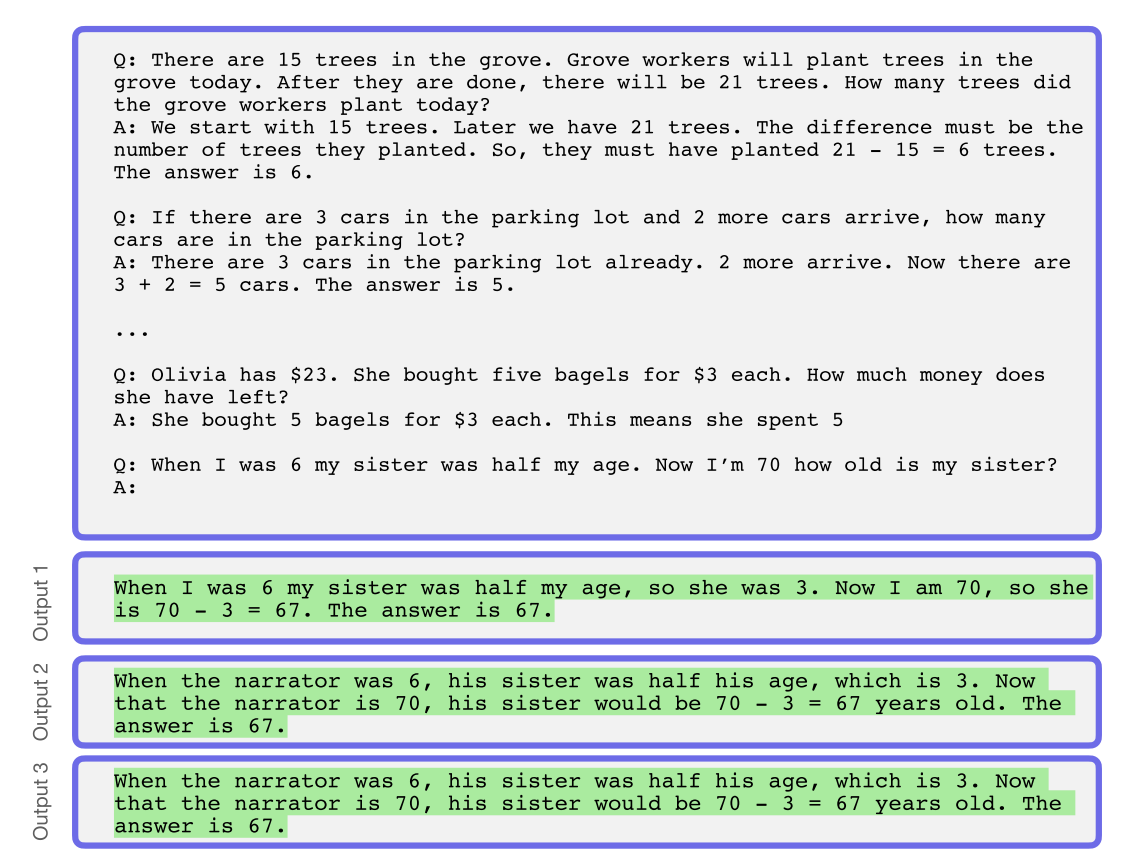 Q: There are 15 trees in the grove. Grove workers will plant trees in the
grove today. After they are done, there will be 21 trees. How many trees did
the grove workers plant today?
A: We start with 15 trees. Later we have 21 trees. The difference must be the
number of trees they planted. So, they must have planted 21 - 15 = 6 trees.
The answer is 6.
Q: If there are 3 cars in the parking lot and 2 more cars arrive, how many
cars are in the parking lot?
A: There are 3 cars in the parking lot already. 2 more arrive. Now there are
3 + 2 = 5 cars. The answer is 5.
...
Q: Olivia has $23. She bought five bagels for $3 each. How much money does
she have left?
A: She bought 5 bagels for $3 each. This means she spent 5
Q: When I was 6 my sister was half my age. Now I’m 70 how old is my sister?
A:
Output 1
When I was 6 my sister was half my age, so she was 3. Now I am 70, so she
is 70 - 3 = 67. The answer is 67.
Output 2
When the narrator was 6, his sister was half his age, which is 3. Now
that the narrator is 70, his sister would be 70 - 3 = 67 years old. The
answer is 67.
Output 3
When the narrator was 6, his sister was half his age, which is 3. Now
that the narrator is 70, his sister would be 70 - 3 = 67 years old. The
answer is 67.